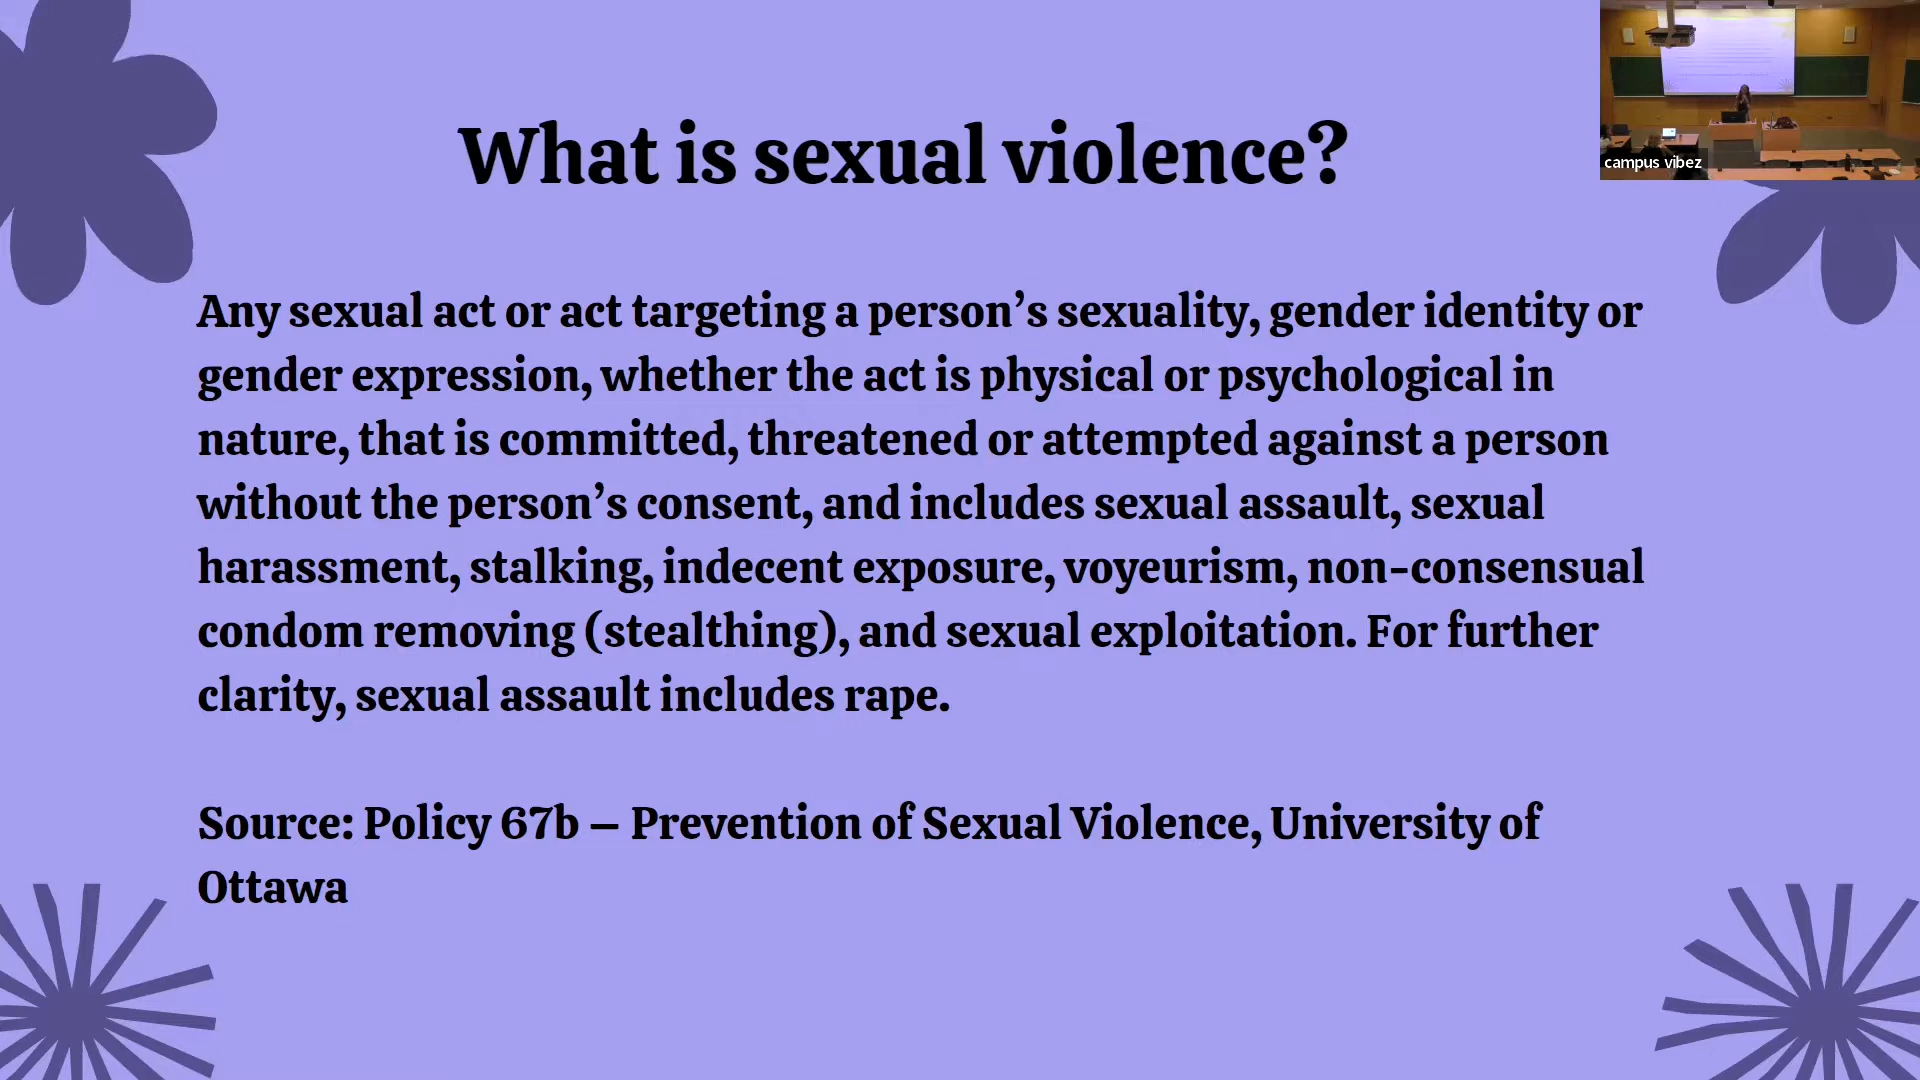 What is sexual violence?
campus vibez
Any sexual act or act targeting a person’s sexuality, gender identity or
gender expression, whether the act is physical or psychological in
nature, that is committed, threatened or attempted against a person
without the person’s consent, and includes sexual assault, sexual
harassment, stalking, indecent exposure, voyeurism, non-consensual
condom removing (stealthing), and sexual exploitation. For further
clarity, sexual assault includes rape.
Source: Policy 67b – Prevention of Sexual Violence, University of
Ottawa